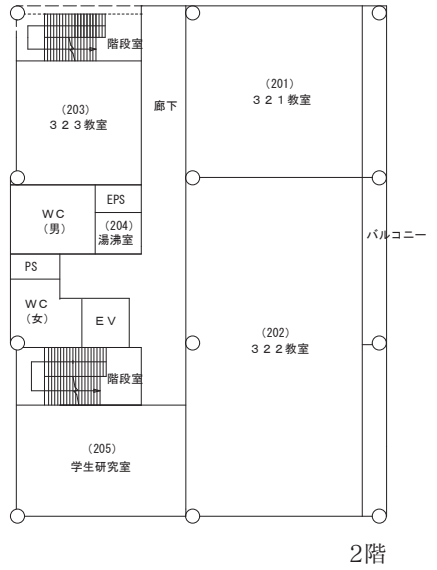 階段室
(201)
３２１教室
(203)
３２３教室
廊下
EPS
ＷＣ
(男)
(204)
湯沸室
バルコニー
PS
ＷＣ
(女)
ＥＶ
(202)
３２２教室
階段室
(205)
学生研究室
2階